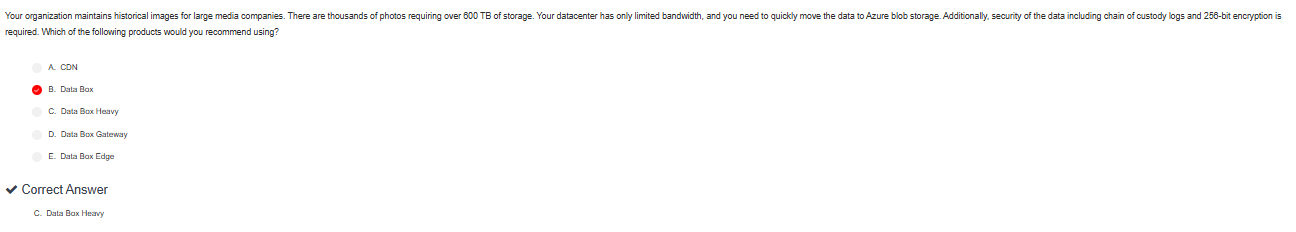 Your organization maintains historical images for large media companies. There are thousands of photos requiring over 600 TB of storage. Your datacenter has only limited bandwidth, and you need to quickly move the data to Azure blob storage. Additionally, security of the data including chain of custody logs and 256-bit encryption is
required. Which of the following products would you recommend using?
A. CDN
B. Data Box
C. Data Box Heavy
D. Data Box Gateway
E. Data Box Edge
Correct Answer
C. Data Box Heavy